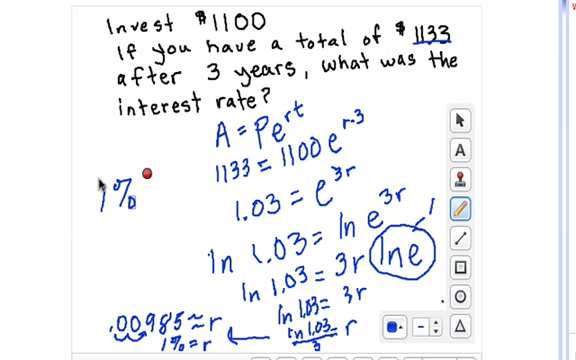 Invest $1100
If you have a total of $1133
after 3 years, what was the
interest rate?
A = Pe^rt
1133 = 1100e^r·3
1.03 = e^3r
1%
ln 1.03 = ln e^3r
ln 1.03 = 3r ln e 1
ln 1.03 = 3r
ln 1.03 / 3 r
.00985 ≈ r
1% = r
A